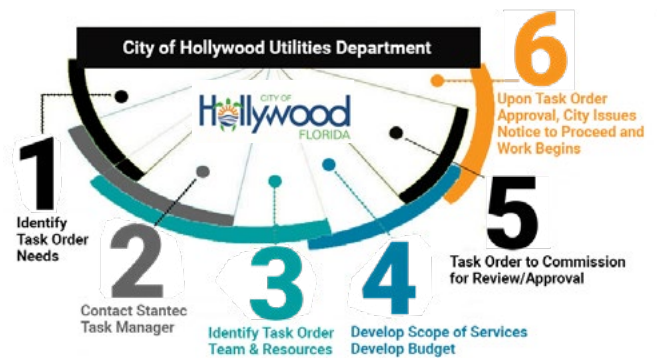 City of Hollywood Utilities Department
CITY OF
Hollywood
FLORIDA
1
Identify
Task Order
Needs
2
Contact Stantec
Task Manager
3
Identify Task Order
Team & Resources
4
Develop Scope of Services
Develop Budget
5
Task Order to Commission
for Review/Approval
6
Upon Task Order
Approval, City Issues
Notice to Proceed and
Work Begins